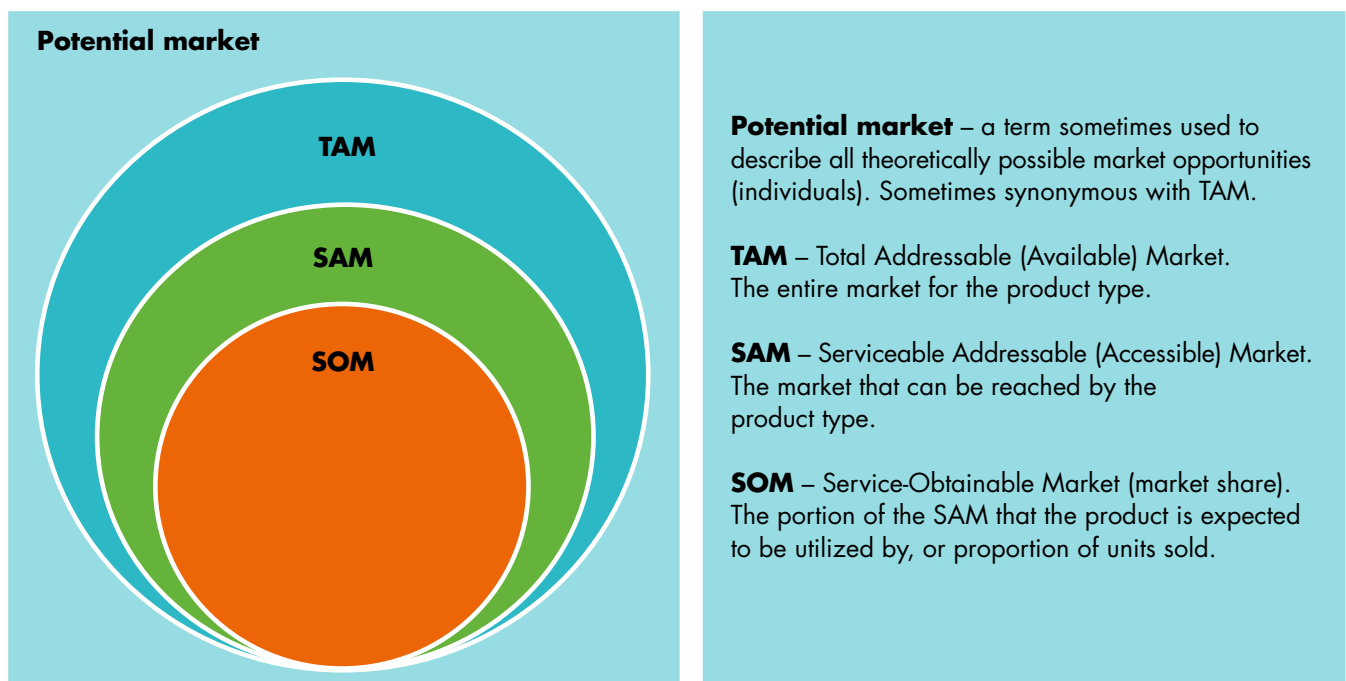 Potential market
TAM
SAM
SOM
Potential market – a term sometimes used to
describe all theoretically possible market opportunities
(individuals). Sometimes synonymous with TAM.
TAM – Total Addressable (Available) Market.
The entire market for the product type.
SAM – Serviceable Addressable (Accessible) Market.
The market that can be reached by the
product type.
SOM – Service-Obtainable Market (market share).
The portion of the SAM that the product is expected
to be utilized by, or proportion of units sold.